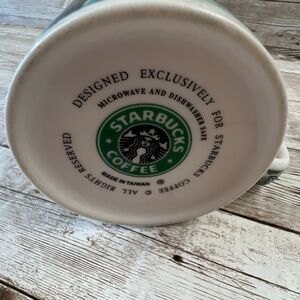 DESIGNED EXCLUSIVELY FOR STARBUCKS COFFEE © ALL RIGHTS RESERVED
MICROWAVE AND DISHWASHER SAFE
STARBUCKS
COFFEE
®
MADE IN TAIWAN